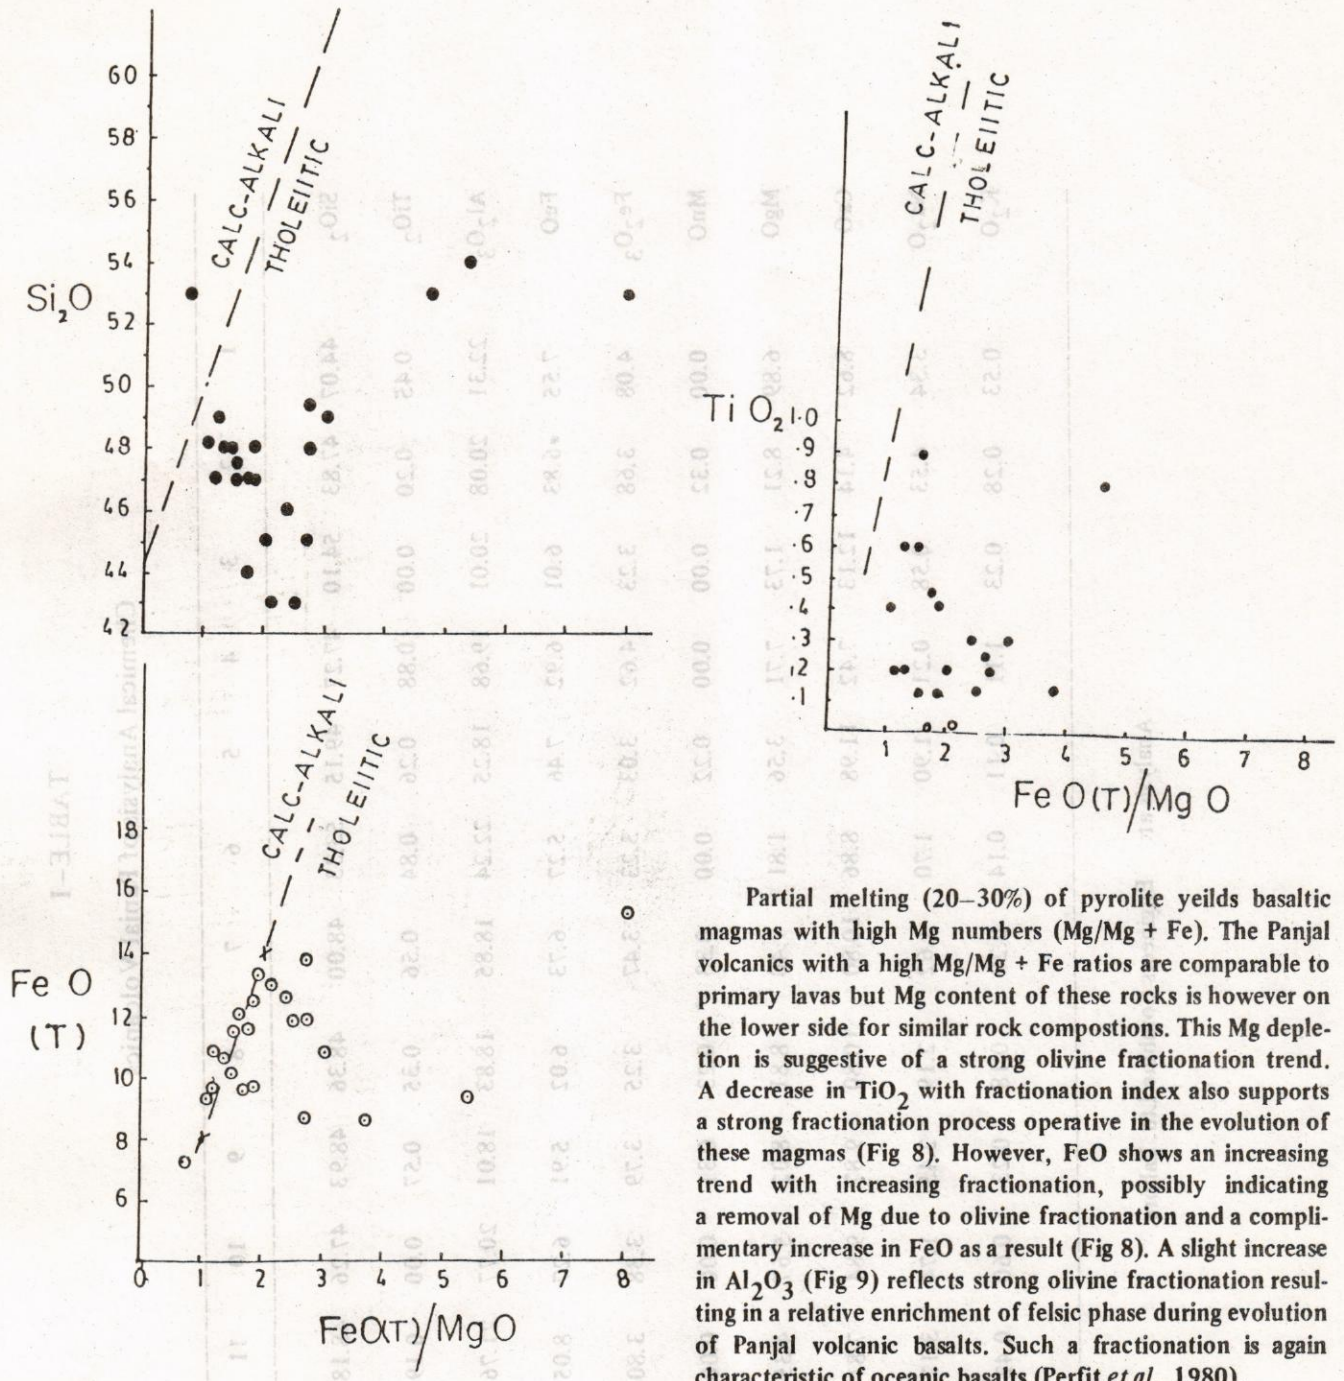 60
58
56
54
Si₂O
52
50
48
46
44
42
CALC-ALKALI
THOLEIITIC
CALC-ALKALI
THOLEIITIC
Ti O₂ 1·0
·9
·8
·7
·6
·5
·4
·3
·2
·1
1 2 3 4 5 6 7 8
Fe O(T)/Mg O
CALC-ALKALI
THOLEIITIC
18
16
14
Fe O
12
(T)
10
8
6
0 1 2 3 4 5 6 7 8
FeO(T)/Mg O
Partial melting (20–30%) of pyrolite yeilds basaltic
magmas with high Mg numbers (Mg/Mg + Fe). The Panjal
volcanics with a high Mg/Mg + Fe ratios are comparable to
primary lavas but Mg content of these rocks is however on
the lower side for similar rock compostions. This Mg deple-
tion is suggestive of a strong olivine fractionation trend.
A decrease in TiO₂ with fractionation index also supports
a strong fractionation process operative in the evolution of
these magmas (Fig 8). However, FeO shows an increasing
trend with increasing fractionation, possibly indicating
a removal of Mg due to olivine fractionation and a compli-
mentary increase in FeO as a result (Fig 8). A slight increase
in Al₂O₃ (Fig 9) reflects strong olivine fractionation resul-
ting in a relative enrichment of felsic phase during evolution
of Panjal volcanic basalts. Such a fractionation is again
characteristic of oceanic basalts (Perfit et al., 1980)